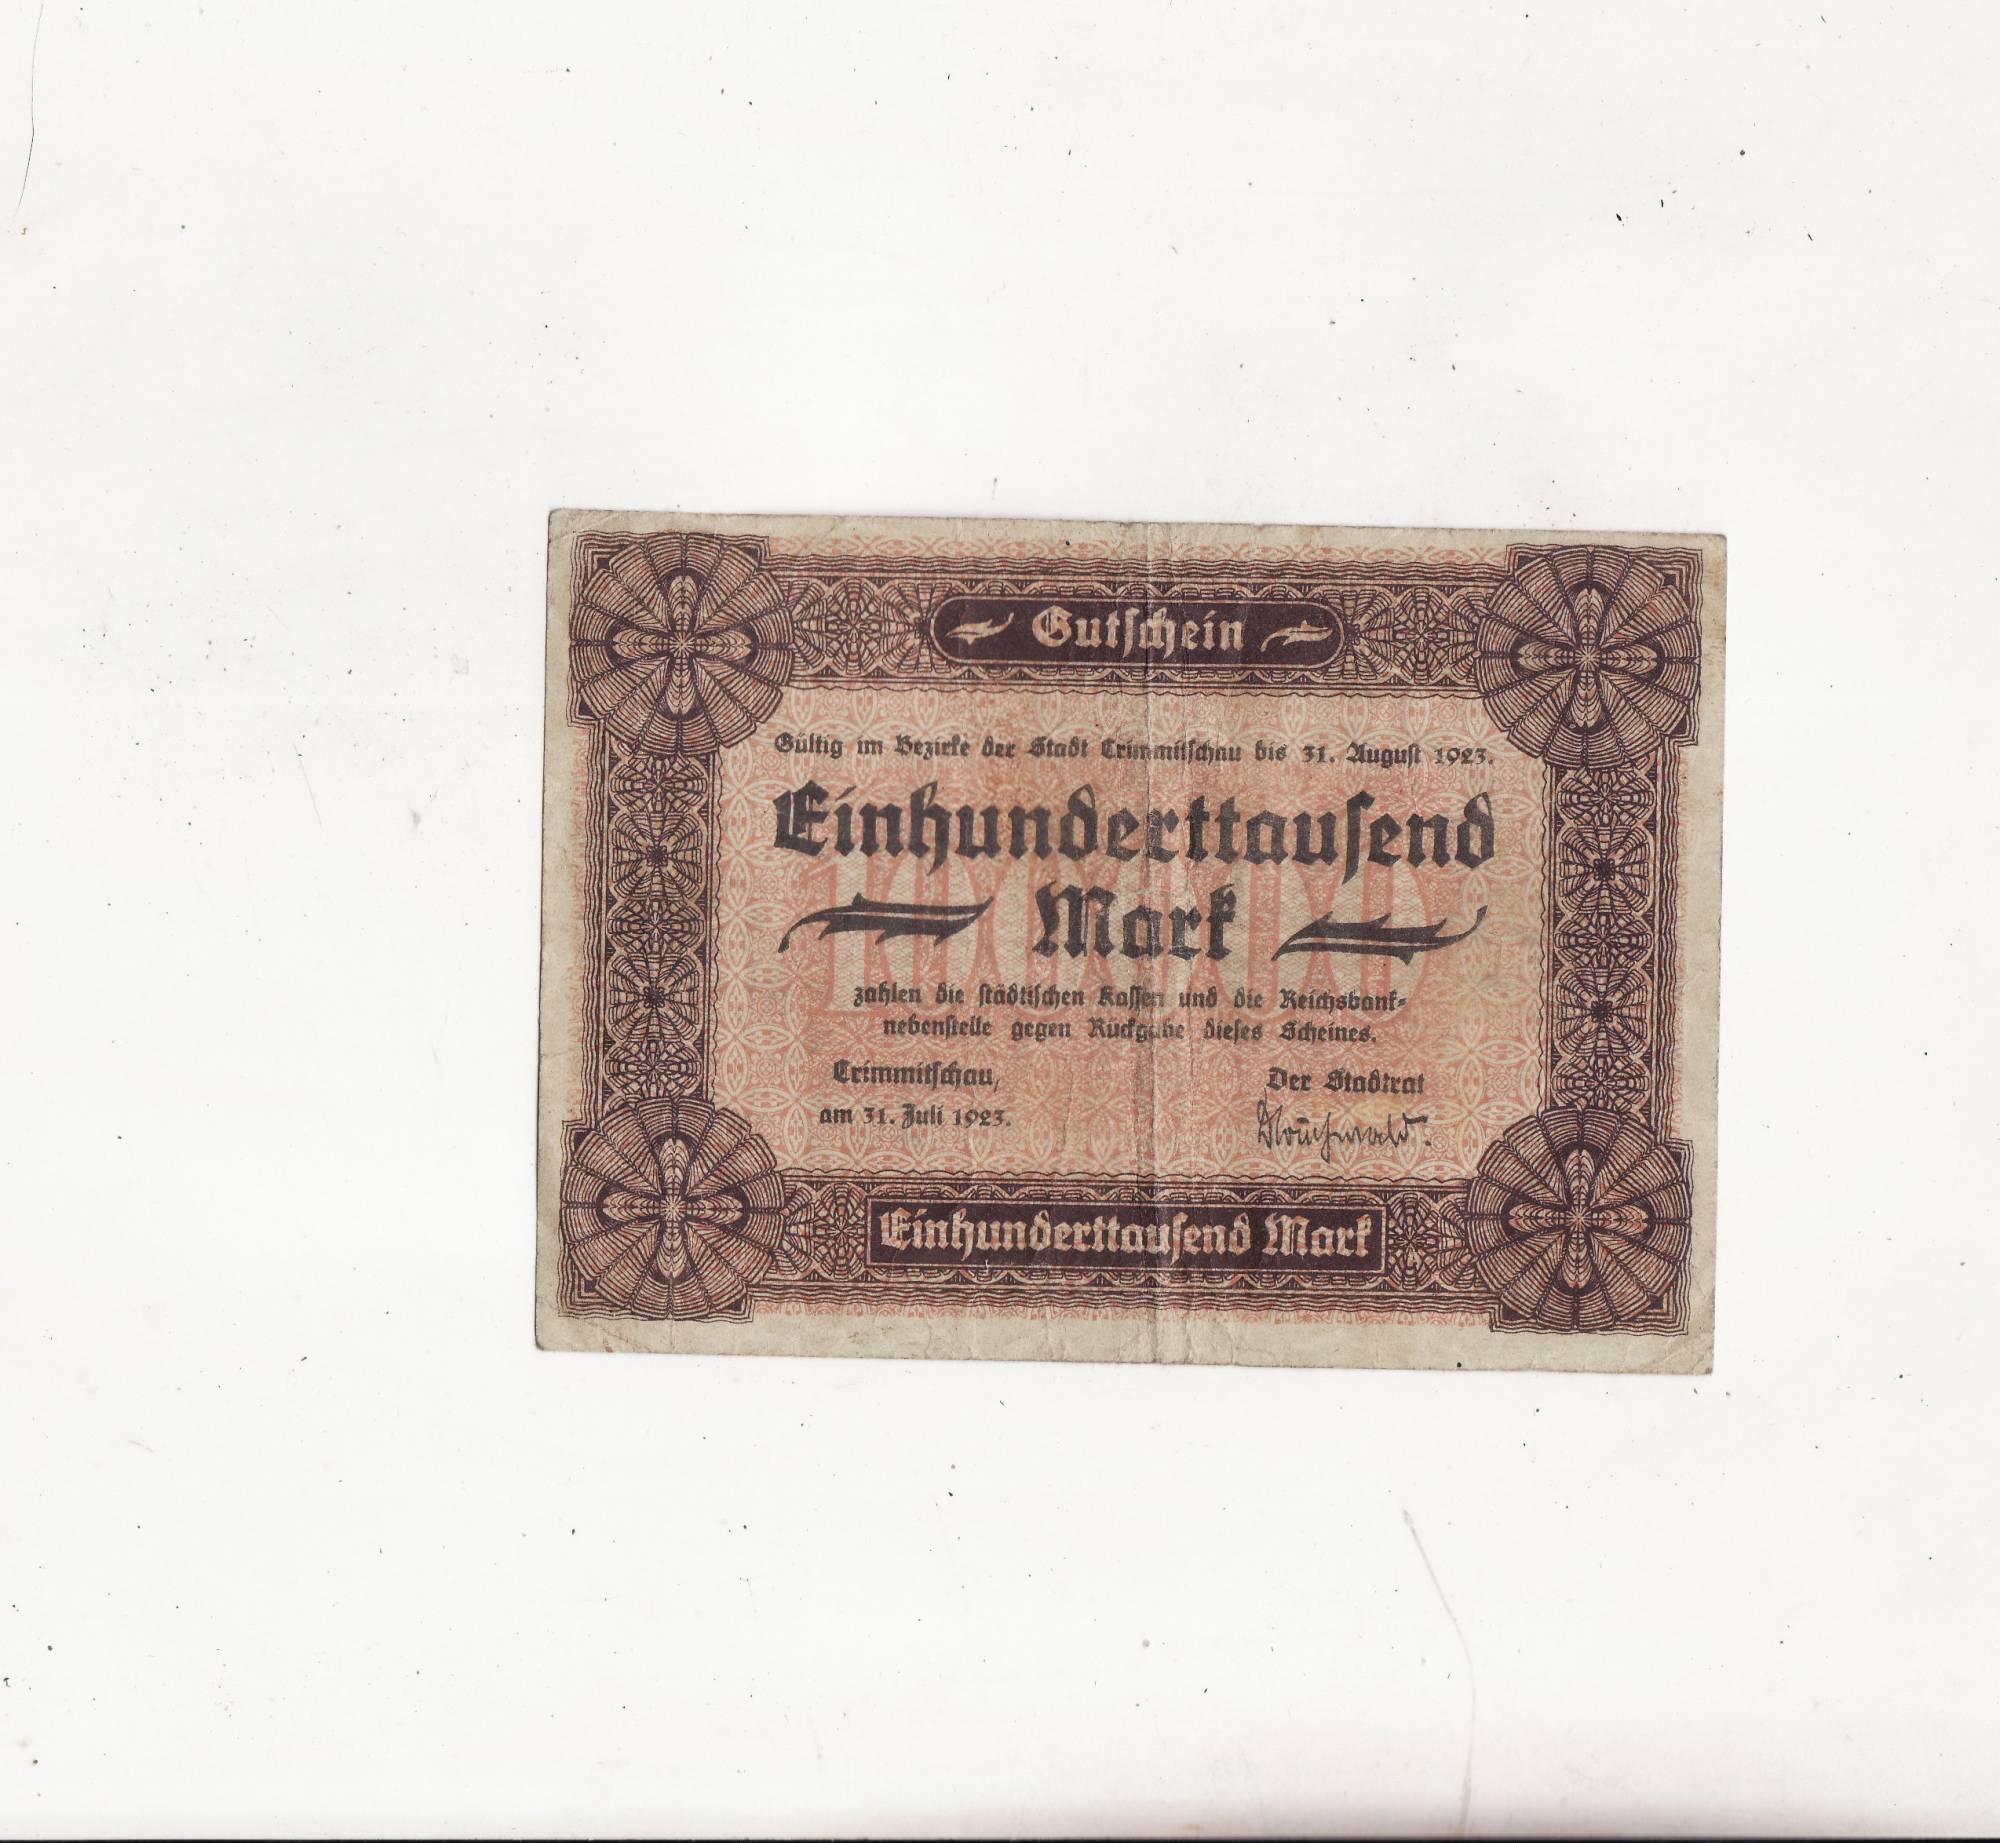 Gutschein
Gültig im Bezirke der Stadt Crimmitschau bis 31. August 1923.
Einhunderttausend
Mark
100000
zahlen die städtischen Kassen und die Reichsbank-
nebenstelle gegen Rückgabe dieses Scheines.
Crimmitschau,
am 31. Juli 1923.
Der Stadtrat
Einhunderttausend Mark